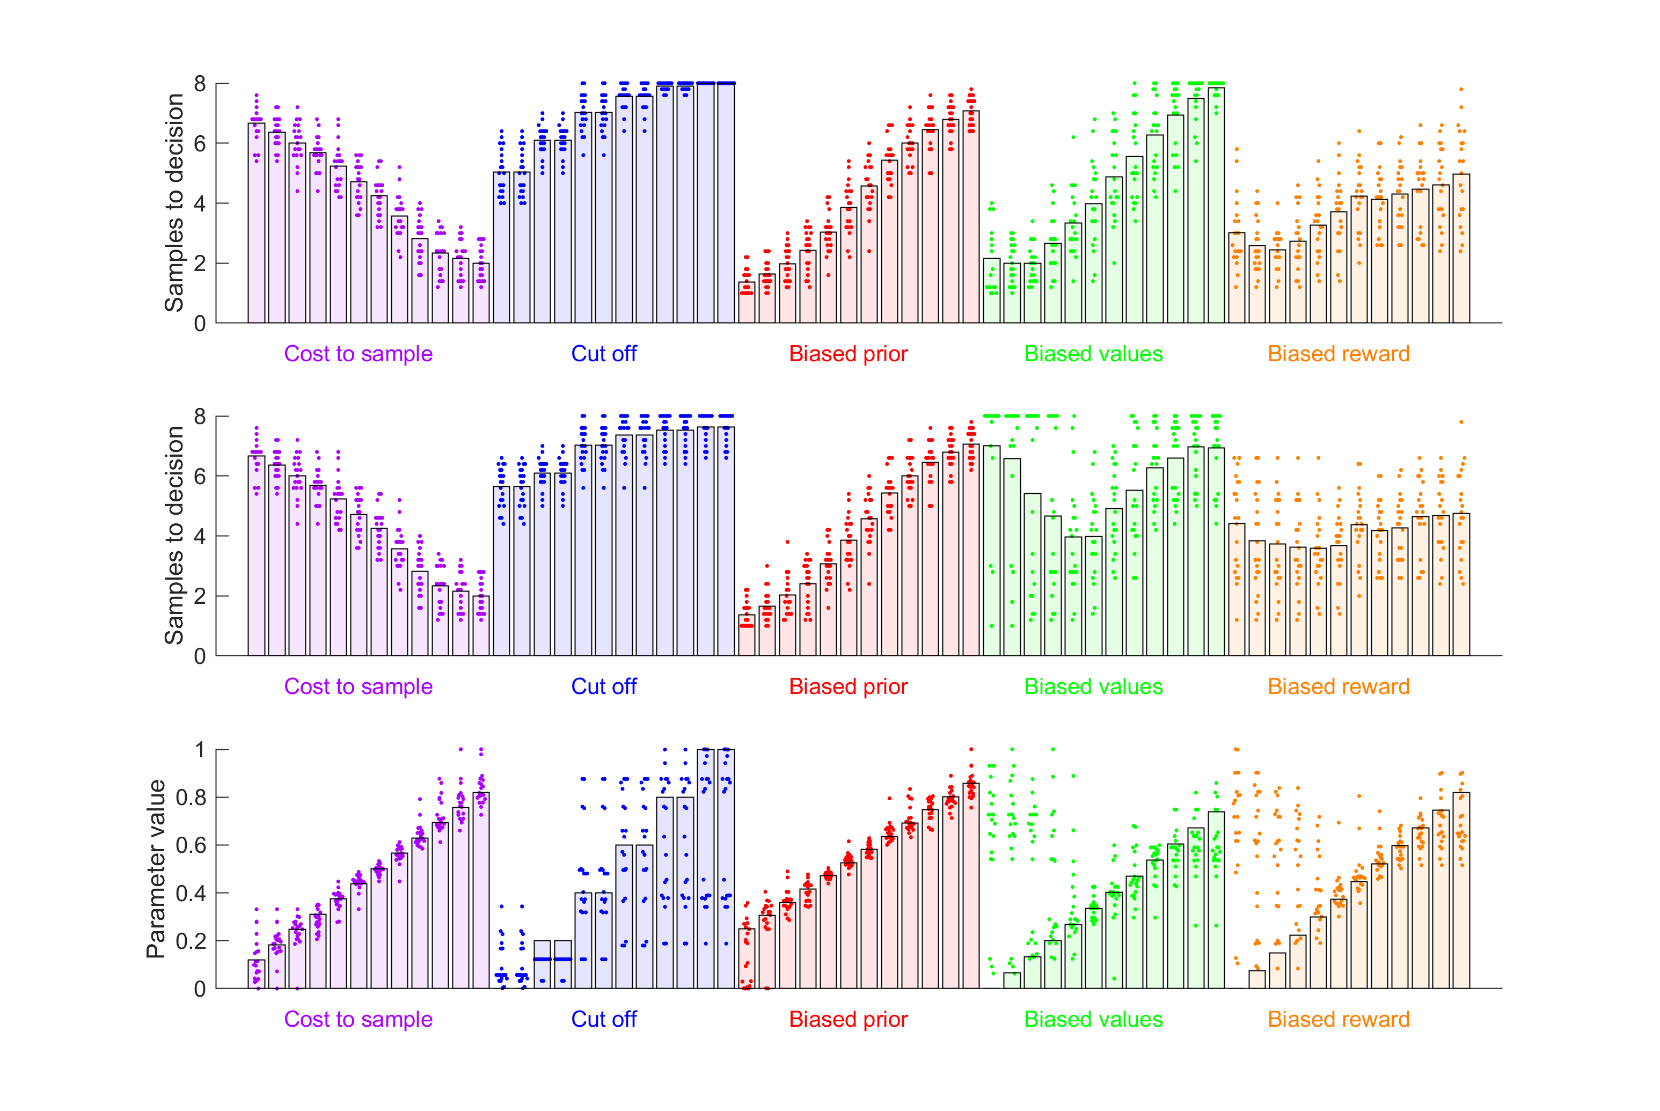 Samples to decision
8
6
4
2
0
Cost to sample Cut off Biased prior Biased values Biased reward
Samples to decision
8
6
4
2
0
Cost to sample Cut off Biased prior Biased values Biased reward
Parameter value
1
0.8
0.6
0.4
0.2
0
Cost to sample Cut off Biased prior Biased values Biased reward